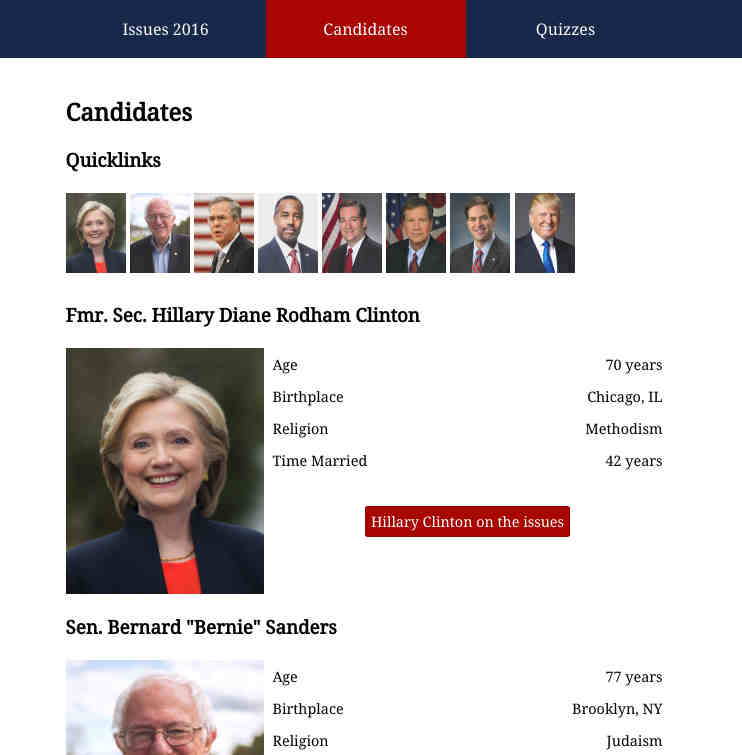 Issues 2016 Candidates Quizzes
Candidates
Quicklinks
Fmr. Sec. Hillary Diane Rodham Clinton
Age 70 years
Birthplace Chicago, IL
Religion Methodism
Time Married 42 years
Hillary Clinton on the issues
Sen. Bernard "Bernie" Sanders
Age 77 years
Birthplace Brooklyn, NY
Religion Judaism